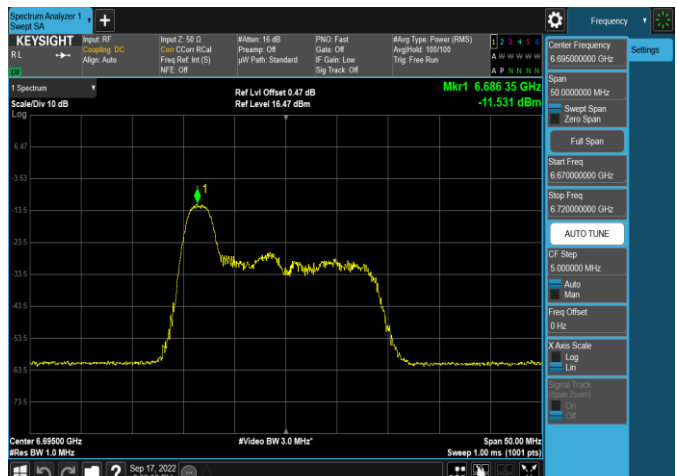 Spectrum Analyzer 1
Swept SA
+
Frequency
KEYSIGHT
RL
LW
Input: RF
Coupling: DC
Align: Auto
Input Z: 50 Ω
Corr CCorr RCal
Freq Ref: Int (S)
NFE: Off
#Atten: 16 dB
Preamp: Off
µW Path: Standard
PNO: Fast
Gate: Off
IF Gain: Low
Sig Track: Off
#Avg Type: Power (RMS)
Avg|Hold: 100/100
Trig: Free Run
1 2 3 4 5 6
A W W W W W
A P N N N N
Center Frequency
6.695000000 GHz
Settings
Span
50.0000000 MHz
Swept Span
Zero Span
Full Span
Start Freq
6.670000000 GHz
Stop Freq
6.720000000 GHz
AUTO TUNE
CF Step
5.000000 MHz
Auto
Man
Freq Offset
0 Hz
X Axis Scale
Log
Lin
Signal Track
(Span Zoom)
On
Off
1 Spectrum
Scale/Div 10 dB
Log
Ref Lvl Offset 0.47 dB
Ref Level 16.47 dBm
Mkr1 6.686 35 GHz
-11.531 dBm
1
6.47
-3.53
-13.5
-23.5
-33.5
-43.5
-53.5
-63.5
-73.5
Center 6.69500 GHz
#Res BW 1.0 MHz
#Video BW 3.0 MHz*
Span 50.00 MHz
Sweep 1.00 ms (1001 pts)
?
Sep 17, 2022